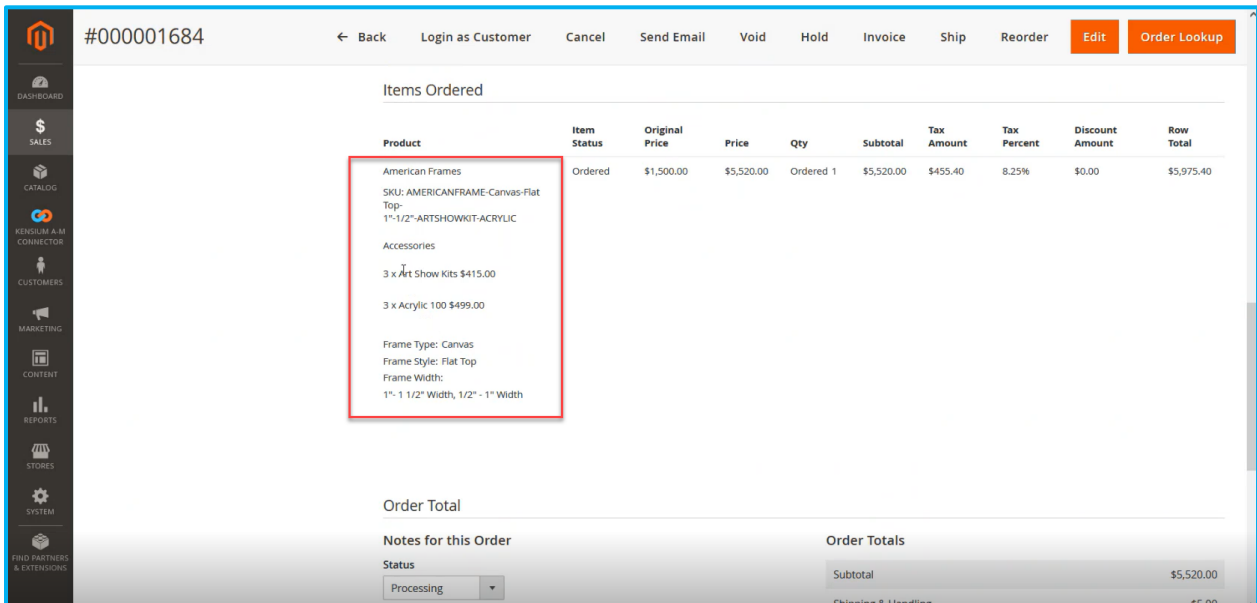 #000001684
← Back
Login as Customer
Cancel
Send Email
Void
Hold
Invoice
Ship
Reorder
Edit
Order Lookup
DASHBOARD
$
SALES
CATALOG
KENSIUM A-M
CONNECTOR
CUSTOMERS
MARKETING
CONTENT
REPORTS
STORES
SYSTEM
FIND PARTNERS
& EXTENSIONS
Items Ordered
Product
Item
Status
Original
Price
Price
Qty
Subtotal
Tax
Amount
Tax
Percent
Discount
Amount
Row
Total
American Frames
SKU: AMERICANFRAME-Canvas-Flat
Top-
1"-1/2"-ARTSHOWKIT-ACRYLIC
Accessories
3 x Art Show Kits $415.00
3 x Acrylic 100 $499.00
Frame Type: Canvas
Frame Style: Flat Top
Frame Width:
1"- 1 1/2" Width, 1/2" - 1" Width
Ordered
$1,500.00
$5,520.00
Ordered 1
$5,520.00
$455.40
8.25%
$0.00
$5,975.40
Order Total
Notes for this Order
Status
Processing
Order Totals
Subtotal
$5,520.00
Shipping & Handling
$5.00